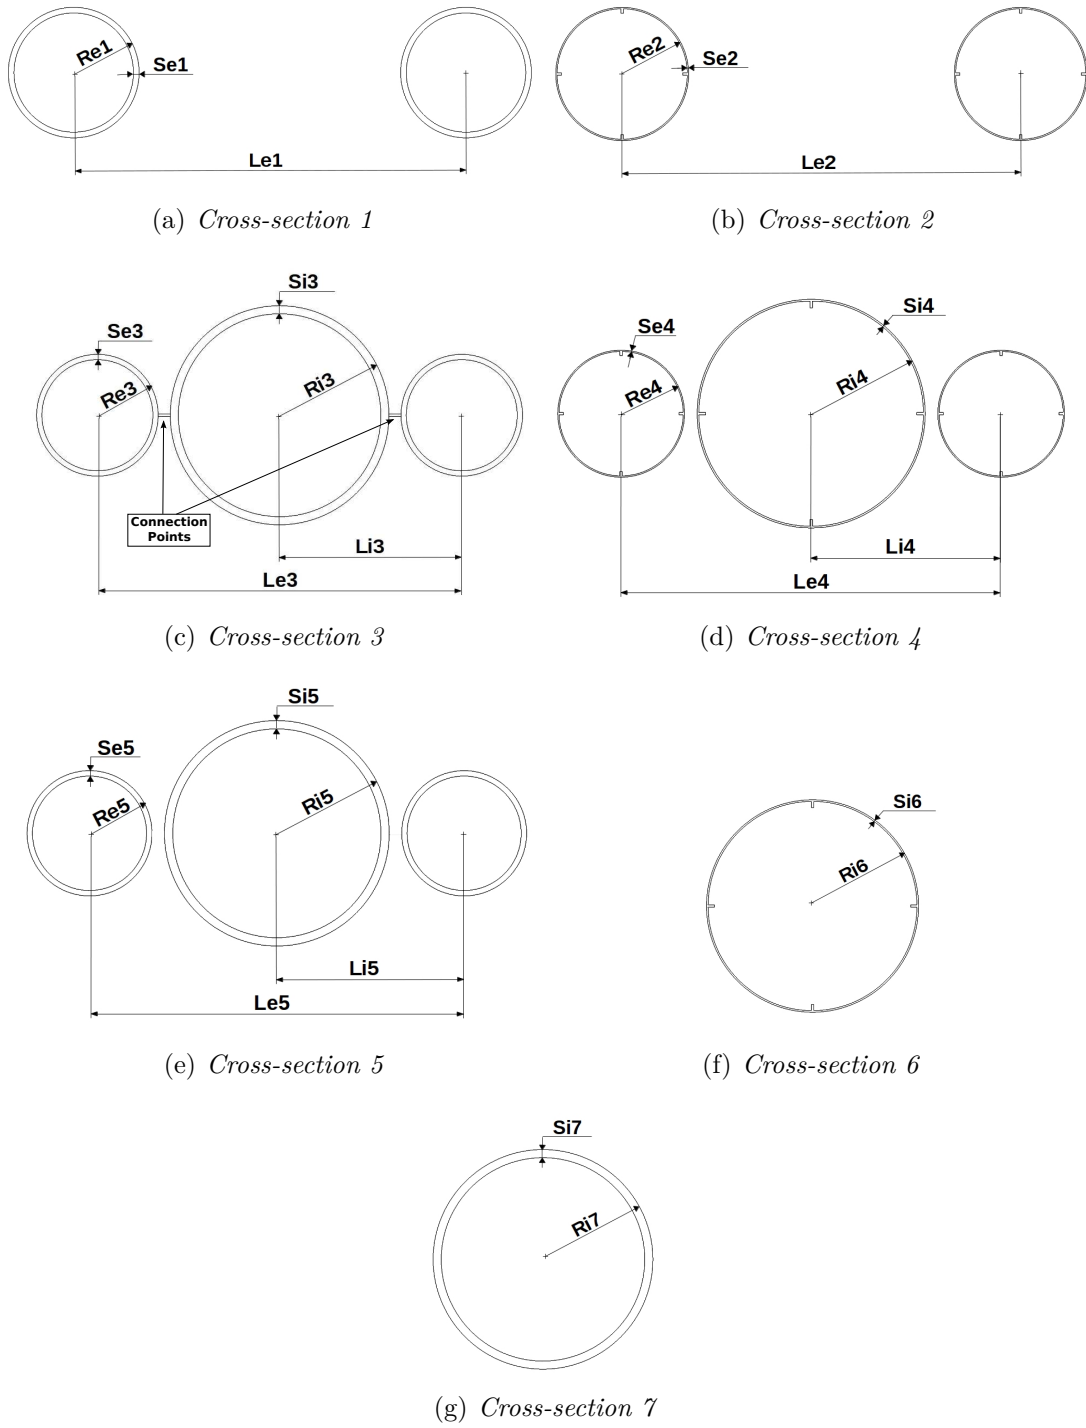 Re1
Se1
Le1
(a) Cross-section 1
Re2
Se2
Le2
(b) Cross-section 2
Si3
Se3
Re3
Ri3
Connection
Points
Li3
Le3
(c) Cross-section 3
Si4
Se4
Re4
Ri4
Li4
Le4
(d) Cross-section 4
Si5
Se5
Re5
Ri5
Li5
Le5
(e) Cross-section 5
Si6
Ri6
(f) Cross-section 6
Si7
Ri7
(g) Cross-section 7